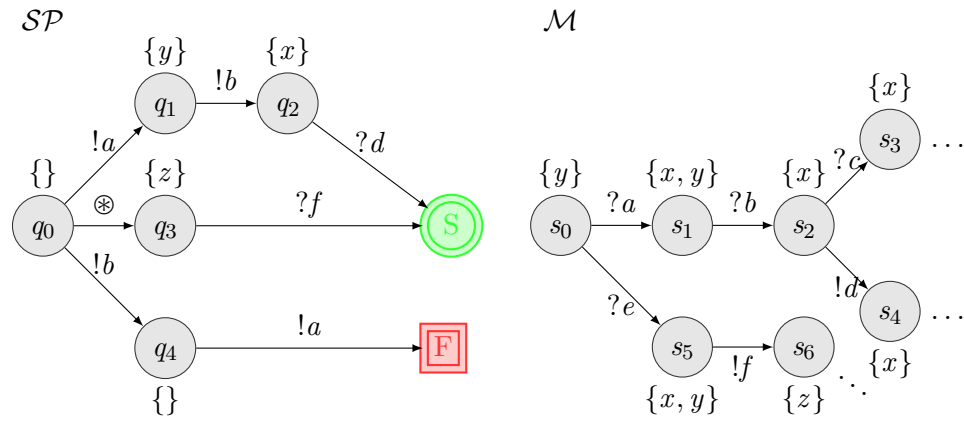 𝒮𝒫
{y}
{x}
!b
q₁
q₂
!a
?d
{}
{z}
⊛
?f
q₀
q₃
S
!b
!a
q₄
F
{}
ℳ
{x}
s₃
...
?c
{y}
{x, y}
{x}
?a
?b
s₀
s₁
s₂
!d
?e
s₄
...
{x}
s₅
!f
s₆
{x, y}
{z}
⋱